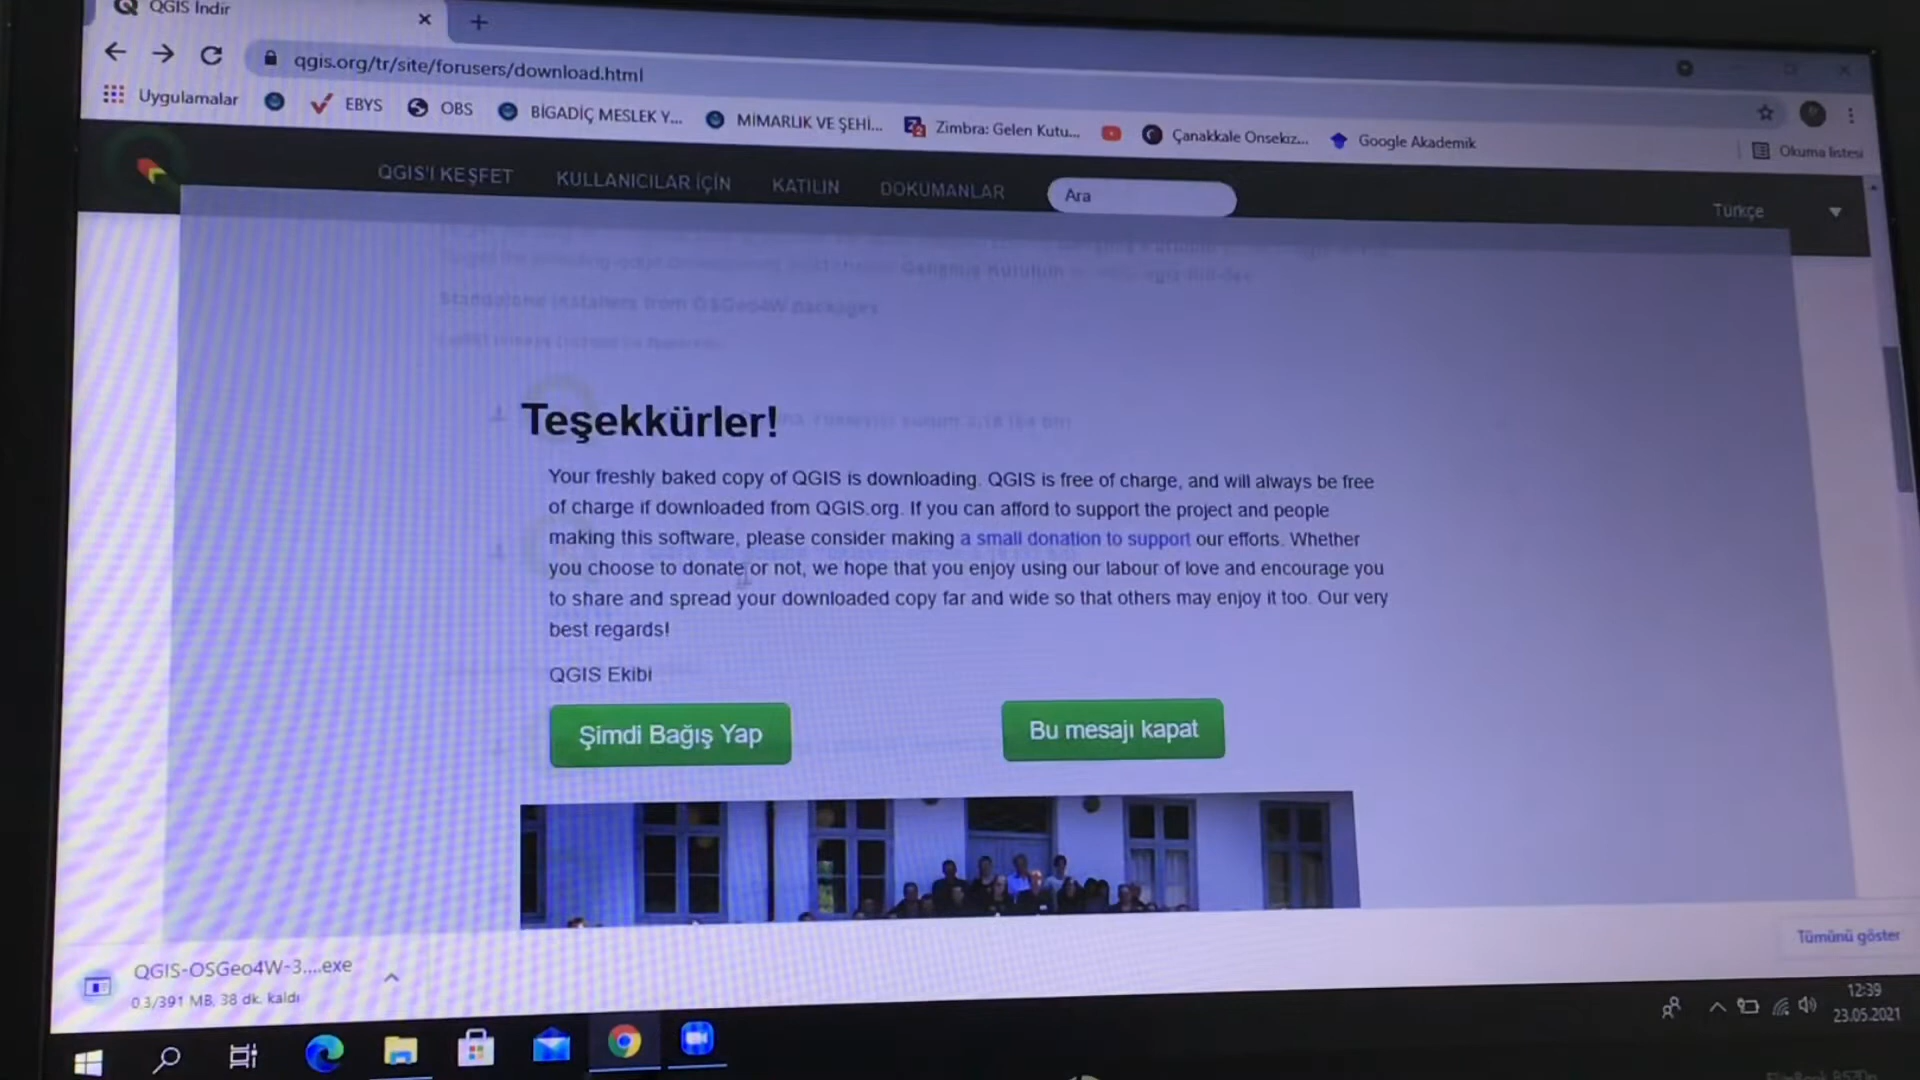 QGIS İndir
qgis.org/tr/site/forusers/download.html
Uygulamalar EBYS OBS BİGADİÇ MESLEK Y... MİMARLIK VE ŞEHİ... Zimbra: Gelen Kutu... Çanakkale Onsekiz... Google Akademik
Okuma listesi
QGIS'I KEŞFET KULLANICILAR İÇİN KATILIN DOKÜMANLAR Ara Türkçe
Standalone installers from OSGeo4W packages
Teşekkürler!
Your freshly baked copy of QGIS is downloading. QGIS is free of charge, and will always be free
of charge if downloaded from QGIS.org. If you can afford to support the project and people
making this software, please consider making a small donation to support our efforts. Whether
you choose to donate or not, we hope that you enjoy using our labour of love and encourage you
to share and spread your downloaded copy far and wide so that others may enjoy it too. Our very
best regards!
QGIS Ekibi
Şimdi Bağış Yap Bu mesajı kapat
Tümünü göster
QGIS-OSGeo4W-3....exe
0.3/391 MB, 38 dk. kaldı
12:39
23.05.2021